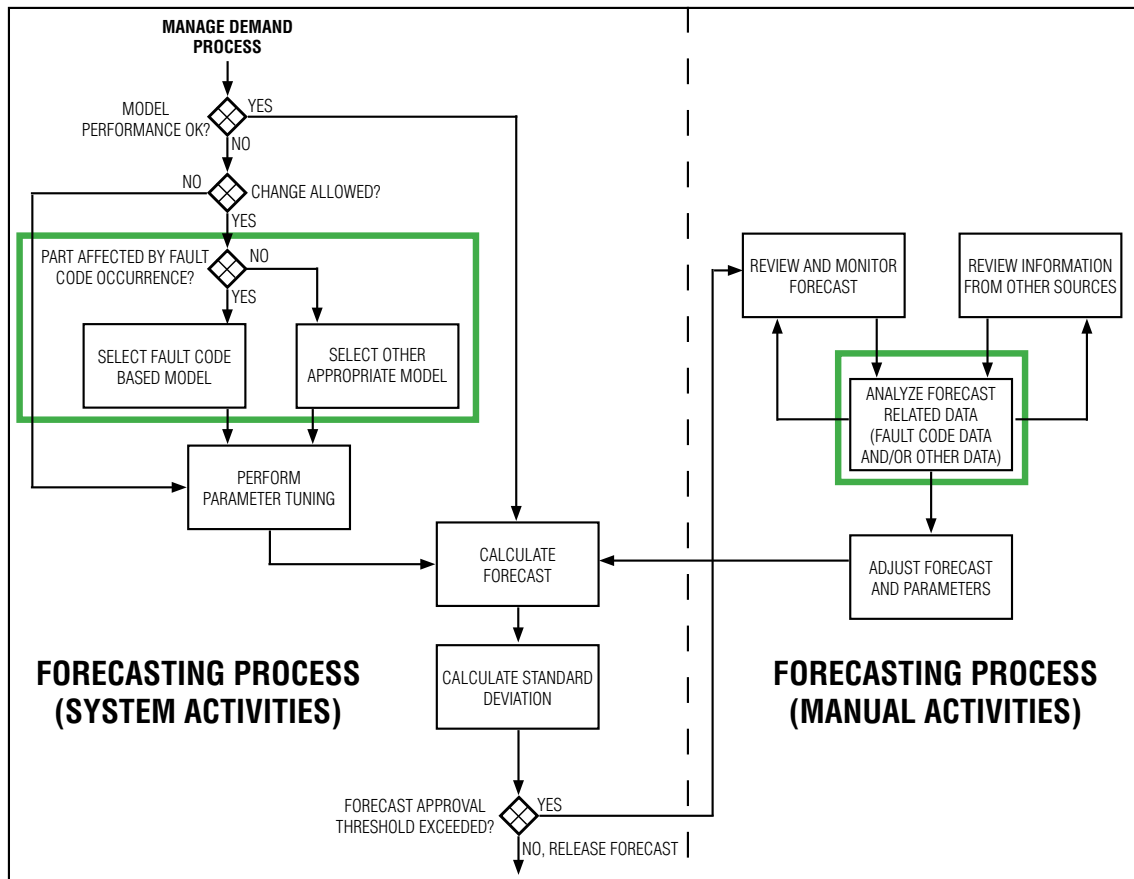 MANAGE DEMAND
PROCESS
MODEL
PERFORMANCE OK?
YES
NO
NO
CHANGE ALLOWED?
YES
PART AFFECTED BY FAULT
CODE OCCURRENCE?
NO
YES
SELECT FAULT CODE
BASED MODEL
SELECT OTHER
APPROPRIATE MODEL
PERFORM
PARAMETER TUNING
CALCULATE
FORECAST
CALCULATE STANDARD
DEVIATION
FORECASTING PROCESS
(SYSTEM ACTIVITIES)
FORECAST APPROVAL
THRESHOLD EXCEEDED?
YES
NO, RELEASE FORECAST
REVIEW AND MONITOR
FORECAST
REVIEW INFORMATION
FROM OTHER SOURCES
ANALYZE FORECAST
RELATED DATA
(FAULT CODE DATA
AND/OR OTHER DATA)
ADJUST FORECAST
AND PARAMETERS
FORECASTING PROCESS
(MANUAL ACTIVITIES)